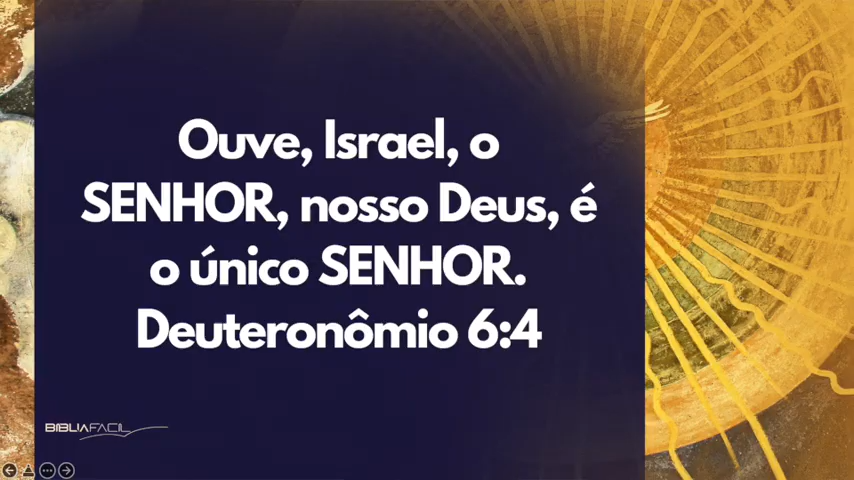 Ouve, Israel, o
SENHOR, nosso Deus, é
o único SENHOR.
Deuteronômio 6:4
BIBLIAFACIL